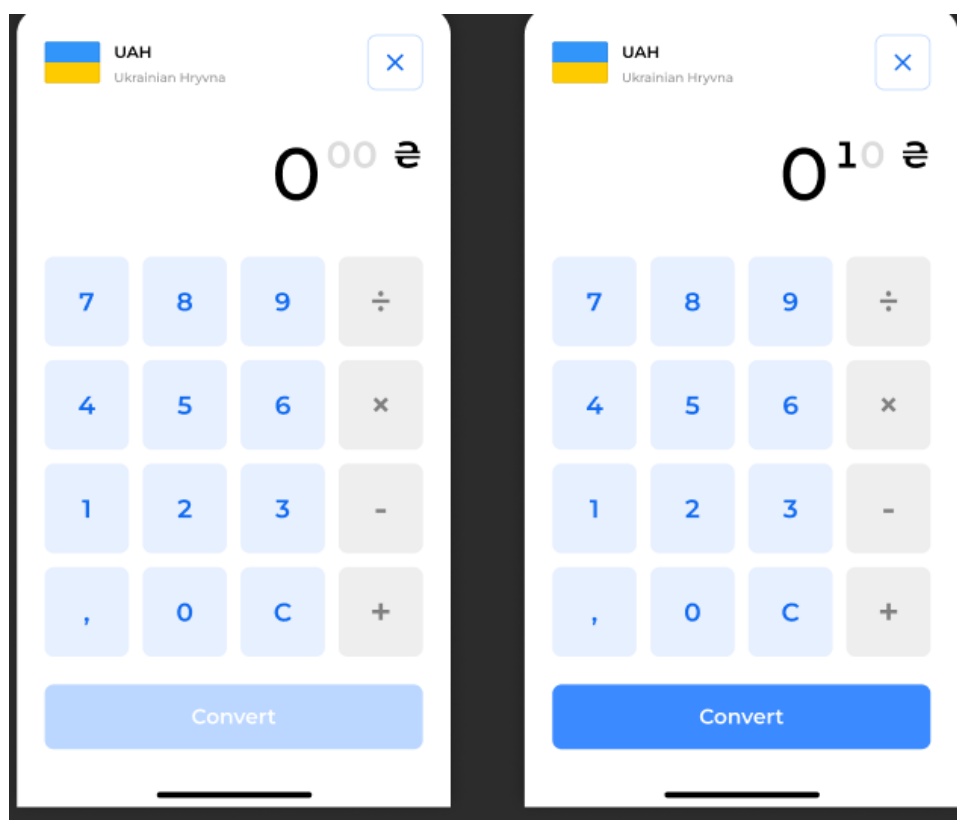 UAH
Ukrainian Hryvna
×
0 00 ₴
7 8 9 ÷
4 5 6 ×
1 2 3 -
, 0 C +
Convert
UAH
Ukrainian Hryvna
×
0 10 ₴
7 8 9 ÷
4 5 6 ×
1 2 3 -
, 0 C +
Convert